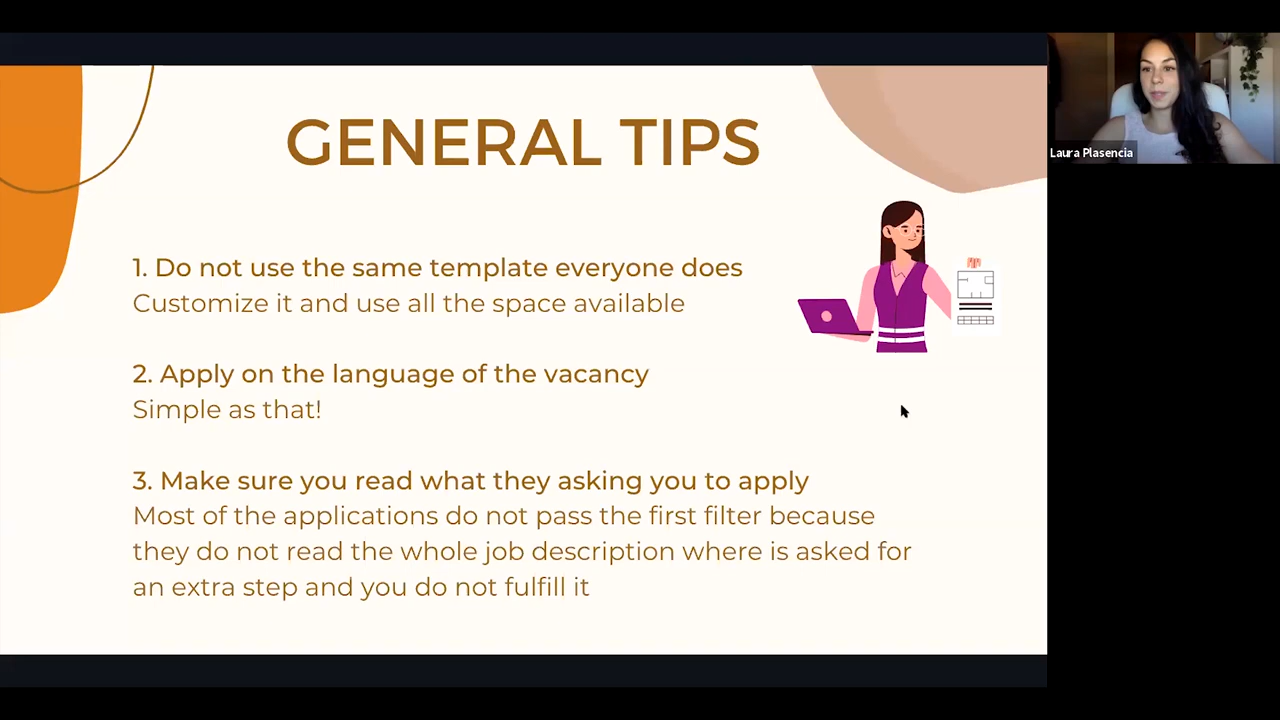 GENERAL TIPS
1. Do not use the same template everyone does
Customize it and use all the space available
2. Apply on the language of the vacancy
Simple as that!
3. Make sure you read what they asking you to apply
Most of the applications do not pass the first filter because
they do not read the whole job description where is asked for
an extra step and you do not fulfill it
Laura Plasencia